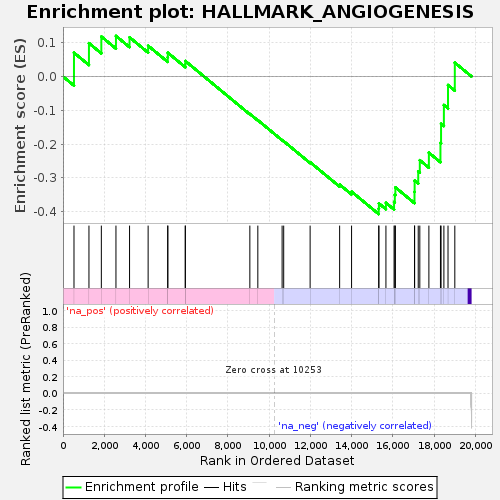 Enrichment plot: HALLMARK_ANGIOGENESIS
Enrichment score (ES)
0.1
0.0
-0.1
-0.2
-0.3
-0.4
'na_pos' (positively correlated)
Ranked list metric (PreRanked)
1.0
0.8
0.6
0.4
0.2
0.0
-0.2
-0.4
Zero cross at 10253
'na_neg' (negatively correlated)
0 2,000 4,000 6,000 8,000 10,000 12,000 14,000 16,000 18,000 20,000
Rank in Ordered Dataset
Enrichment profile Hits Ranking metric scores